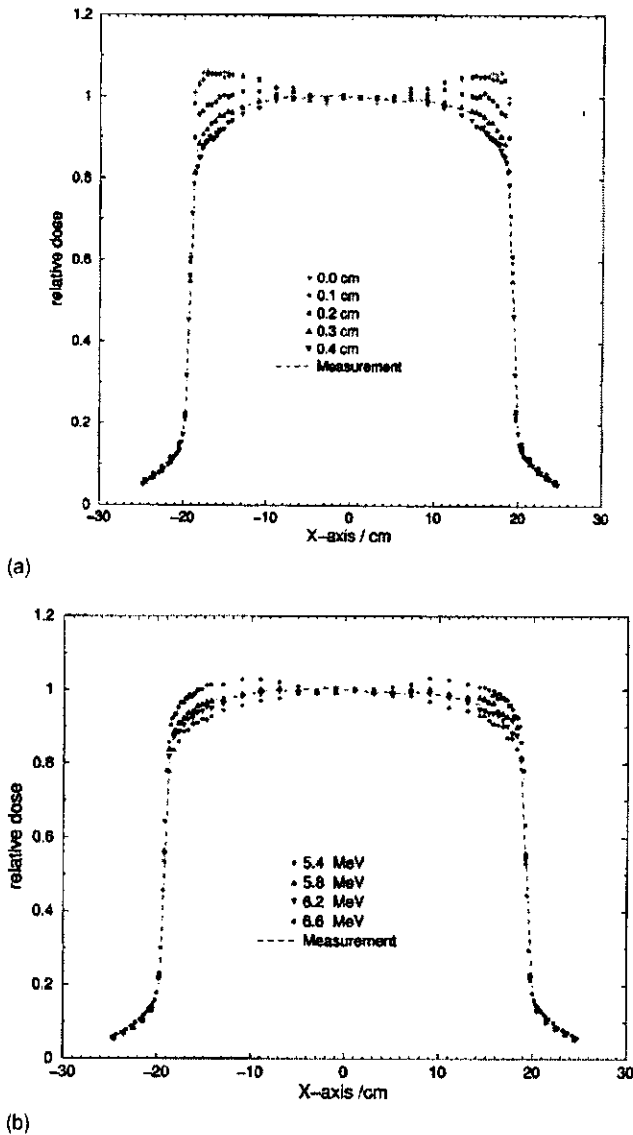 1.2
1
0.8
0.6
0.4
0.2
0
relative dose
0.0 cm
0.1 cm
0.2 cm
0.3 cm
0.4 cm
Measurement
−30 −20 −10 0 10 20 30
X−axis / cm
(a)
1.2
1
0.8
0.6
0.4
0.2
0
relative dose
5.4 MeV
5.8 MeV
6.2 MeV
6.6 MeV
Measurement
−30 −20 −10 0 10 20 30
X−axis /cm
(b)